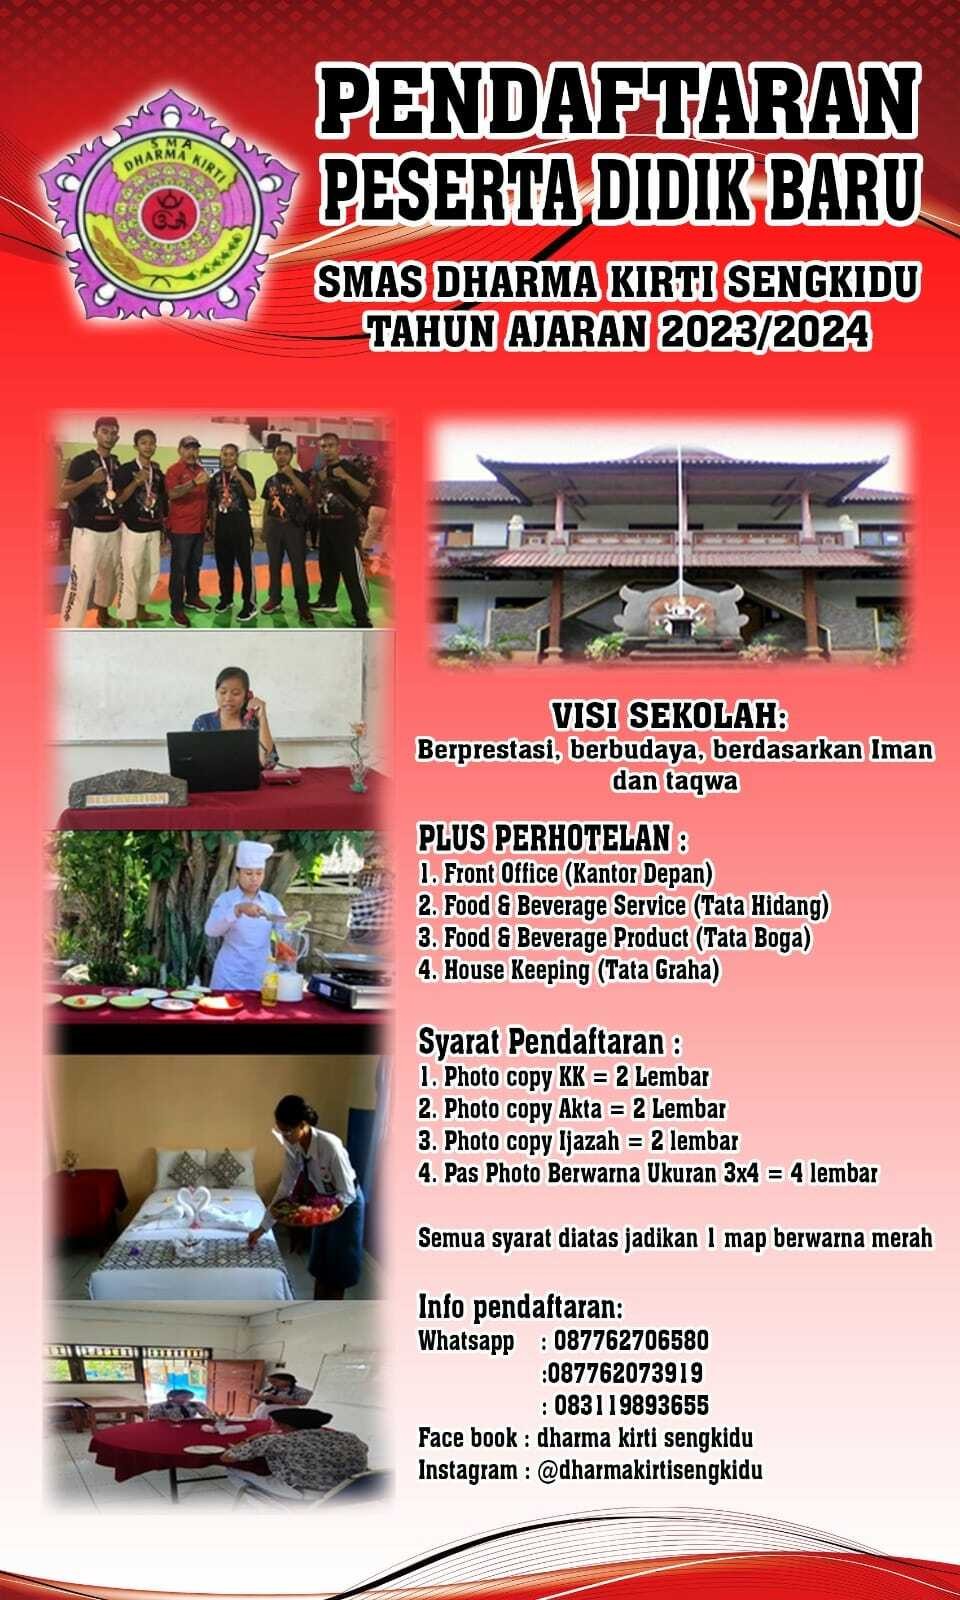 SMA
DHARMA KIRTI
PENDAFTARAN
PESERTA DIDIK BARU
SMAS DHARMA KIRTI SENGKIDU
TAHUN AJARAN 2023/2024
RESERVATION
VISI SEKOLAH:
Berprestasi, berbudaya, berdasarkan Iman
dan taqwa
PLUS PERHOTELAN :
1. Front Office (Kantor Depan)
2. Food & Beverage Service (Tata Hidang)
3. Food & Beverage Product (Tata Boga)
4. House Keeping (Tata Graha)
Syarat Pendaftaran :
1. Photo copy KK = 2 Lembar
2. Photo copy Akta = 2 Lembar
3. Photo copy Ijazah = 2 lembar
4. Pas Photo Berwarna Ukuran 3x4 = 4 lembar
Semua syarat diatas jadikan 1 map berwarna merah
Info pendaftaran:
Whatsapp : 087762706580
:087762073919
: 083119893655
Face book : dharma kirti sengkidu
Instagram : @dharmakirtisengkidu